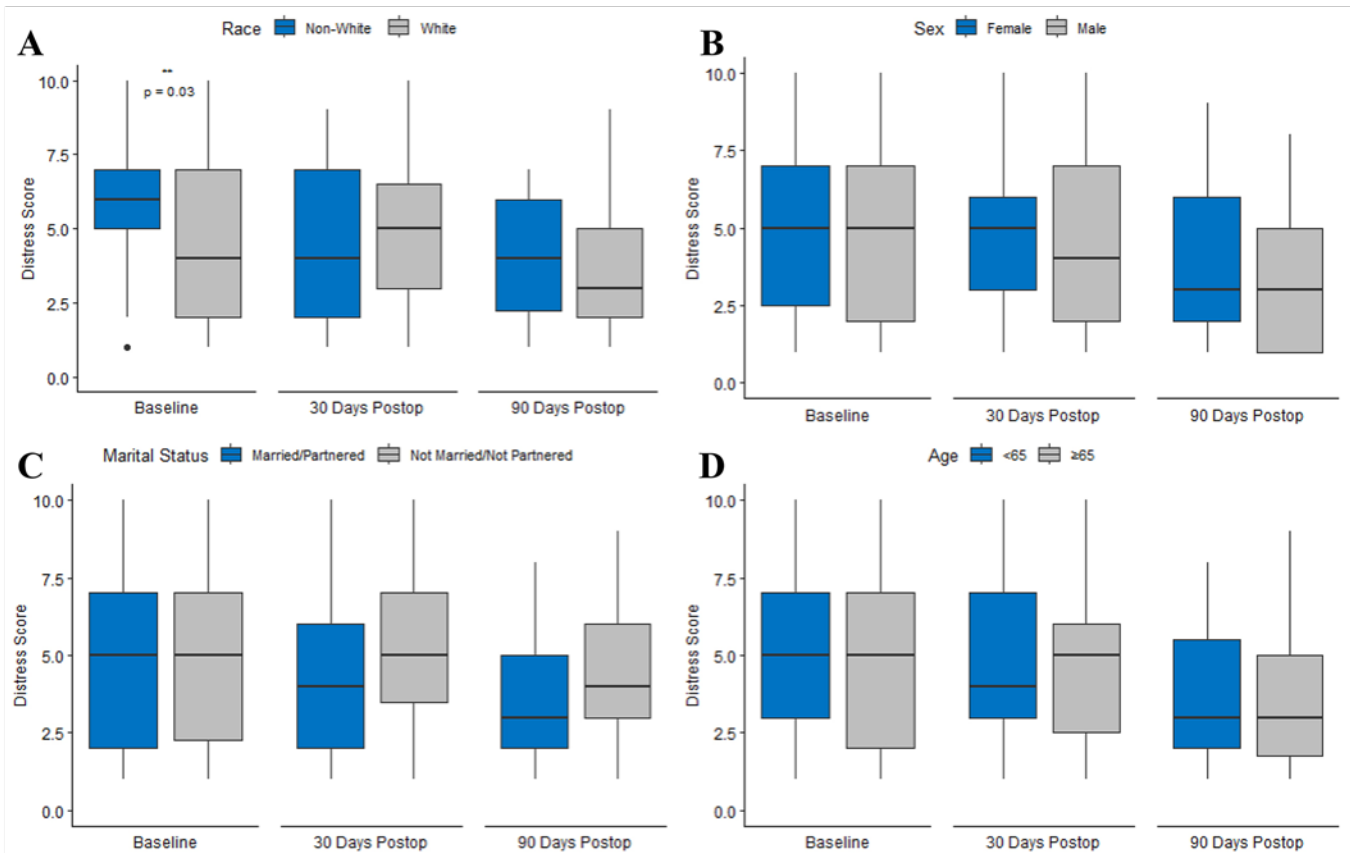 A
Race Non-White White
**
p = 0.03
10.0
7.5
5.0
2.5
0.0
Distress Score
Baseline 30 Days Postop 90 Days Postop
B
Sex Female Male
10.0
7.5
5.0
2.5
0.0
Distress Score
Baseline 30 Days Postop 90 Days Postop
C
Marital Status Married/Partnered Not Married/Not Partnered
10.0
7.5
5.0
2.5
0.0
Distress Score
Baseline 30 Days Postop 90 Days Postop
D
Age <65 ≥65
10.0
7.5
5.0
2.5
0.0
Distress Score
Baseline 30 Days Postop 90 Days Postop